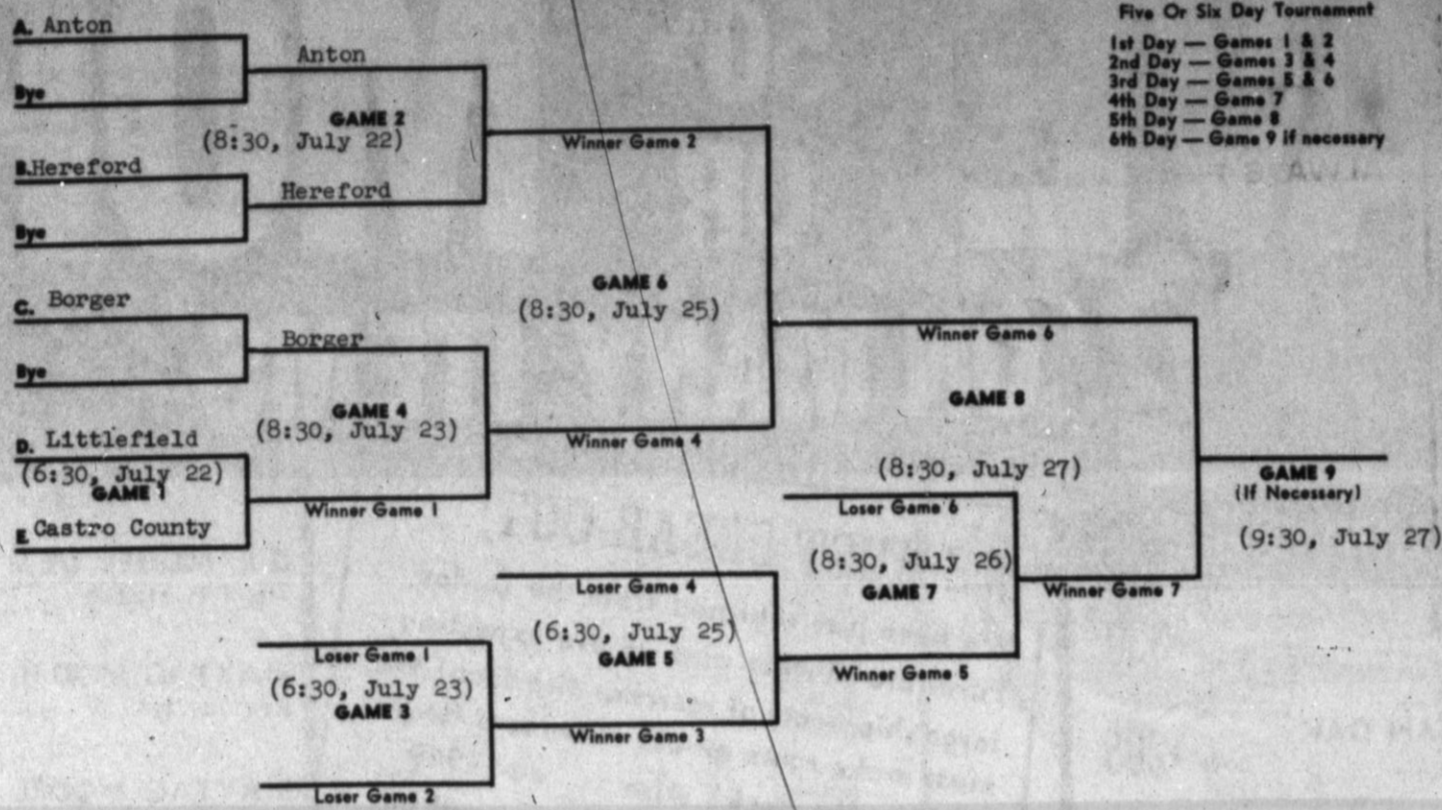 Five Or Six Day Tournament
1st Day — Games 1 & 2
2nd Day — Games 3 & 4
3rd Day — Games 5 & 6
4th Day — Game 7
5th Day — Game 8
6th Day — Game 9 if necessary
A. Anton
Anton
Bye
GAME 2
(8:30, July 22)
Winner Game 2
B. Hereford
Hereford
Bye
GAME 6
(8:30, July 25)
C. Borger
Borger
Winner Game 6
Bye
GAME 8
GAME 4
(8:30, July 23)
Winner Game 4
D. Littlefield
(6:30, July 22)
GAME 1
(8:30, July 27)
GAME 9
(If Necessary)
Winner Game 1
Loser Game 6
E. Castro County
(9:30, July 27)
(8:30, July 26)
GAME 7
Winner Game 7
Loser Game 4
(6:30, July 25)
GAME 5
Loser Game 1
Winner Game 5
(6:30, July 23)
GAME 3
Winner Game 3
Loser Game 2